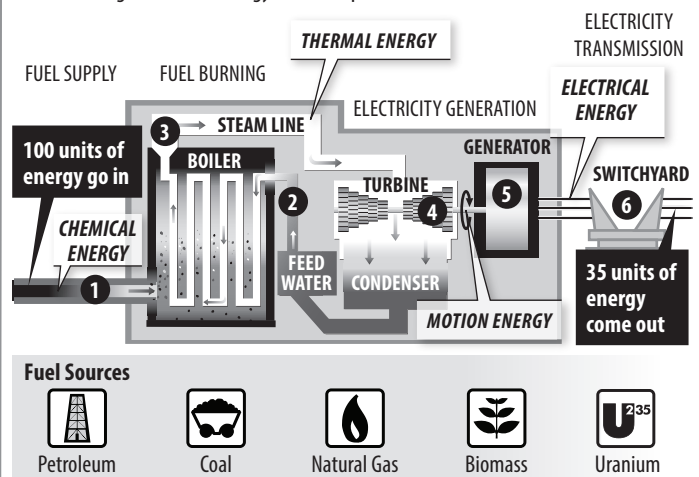 ELECTRICITY
TRANSMISSION
THERMAL ENERGY
FUEL SUPPLY
FUEL BURNING
ELECTRICITY GENERATION
ELECTRICAL
ENERGY
3
STEAM LINE
GENERATOR
100 units of
energy go in
BOILER
SWITCHYARD
TURBINE
2
4
5
6
CHEMICAL
ENERGY
1
FEED
WATER
CONDENSER
MOTION ENERGY
35 units of
energy
come out
Fuel Sources
U235
Petroleum
Coal
Natural Gas
Biomass
Uranium